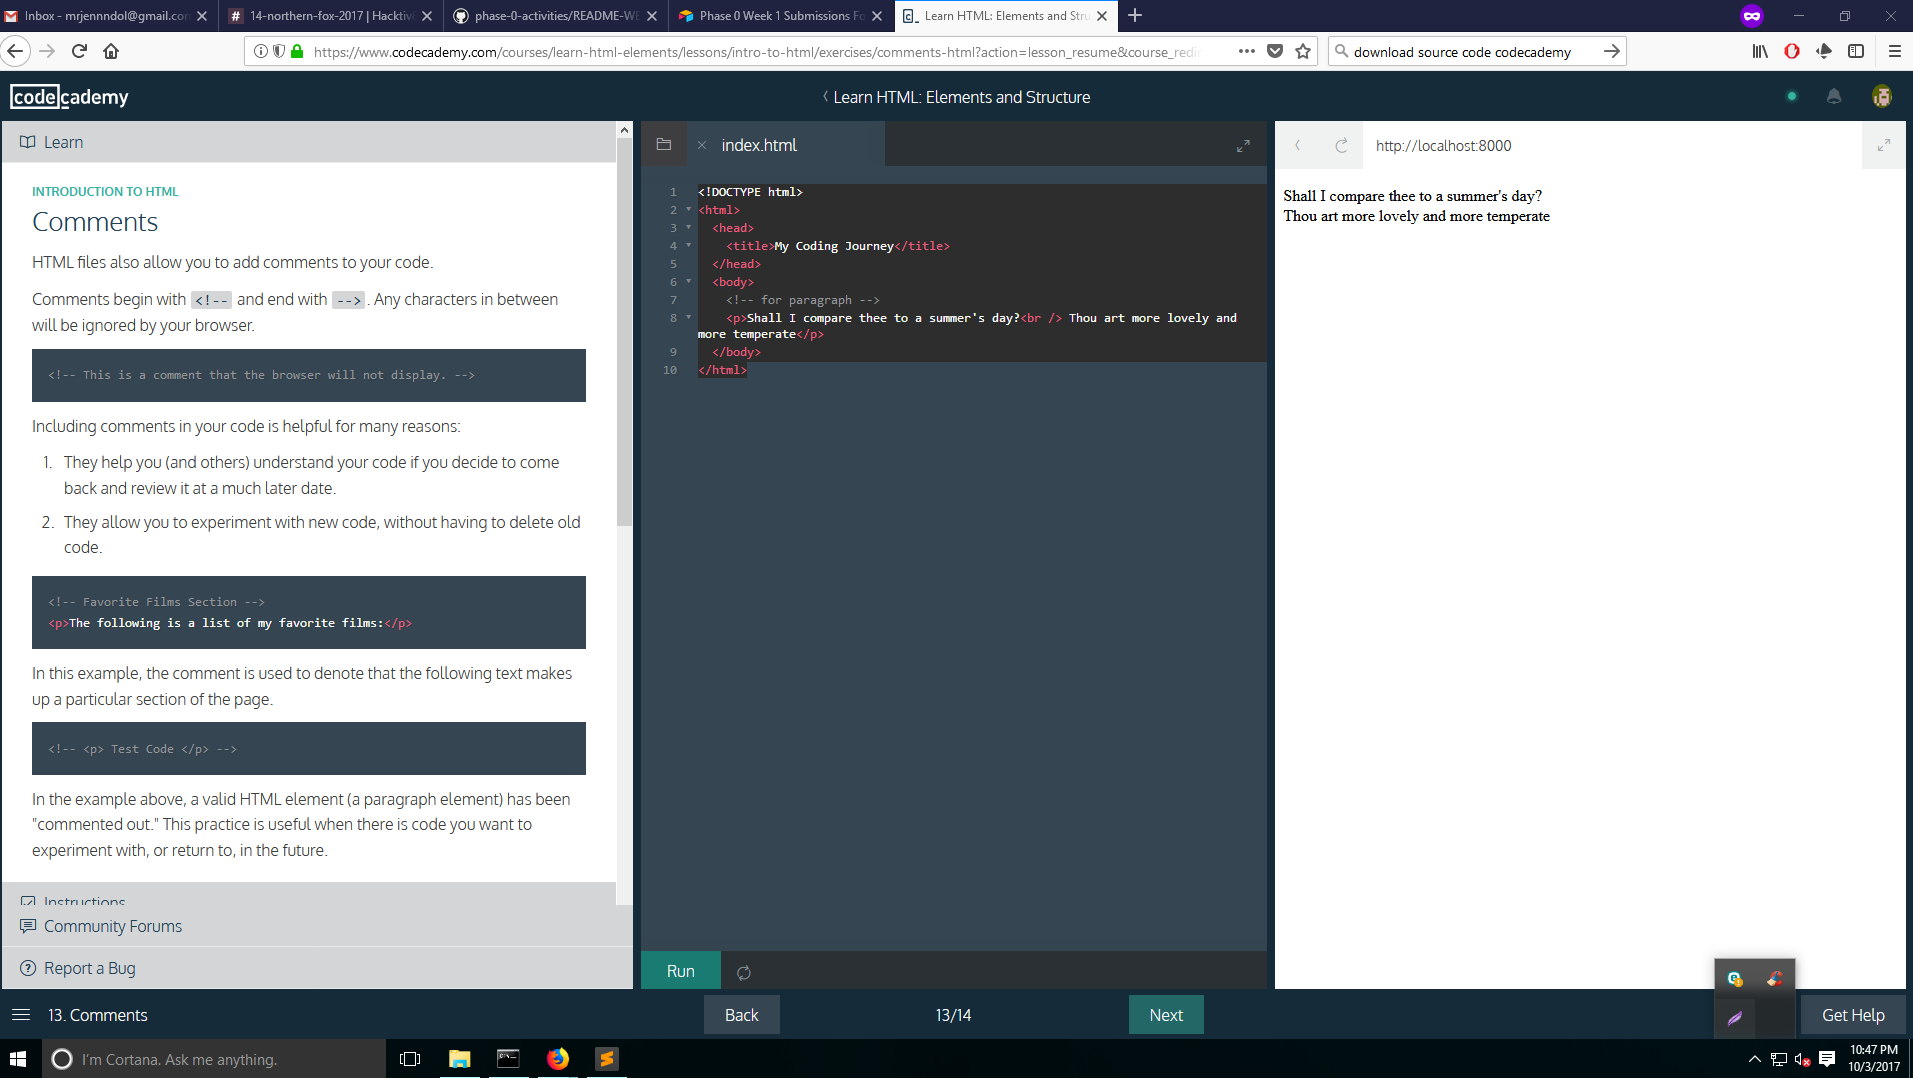 Inbox - mrjennndol@gmail.con
14-northern-fox-2017 | Hacktiv
phase-0-activities/README-WE
Phase 0 Week 1 Submissions Fo
Learn HTML: Elements and Stru
https://www.codecademy.com/courses/learn-html-elements/lessons/intro-to-html/exercises/comments-html?action=lesson_resume&course_redir
download source code codecademy
codecademy
Learn HTML: Elements and Structure
Learn
INTRODUCTION TO HTML
Comments
HTML files also allow you to add comments to your code.
Comments begin with <!-- and end with -->. Any characters in between
will be ignored by your browser.
<!-- This is a comment that the browser will not display. -->
Including comments in your code is helpful for many reasons:
1. They help you (and others) understand your code if you decide to come
back and review it at a much later date.
2. They allow you to experiment with new code, without having to delete old
code.
<!-- Favorite Films Section -->
<p>The following is a list of my favorite films:</p>
In this example, the comment is used to denote that the following text makes
up a particular section of the page.
<!-- <p> Test Code </p> -->
In the example above, a valid HTML element (a paragraph element) has been
"commented out." This practice is useful when there is code you want to
experiment with, or return to, in the future.
Instructions
Community Forums
Report a Bug
index.html
1 <!DOCTYPE html>
2 <html>
3 <head>
4 <title>My Coding Journey</title>
5 </head>
6 <body>
7 <!-- for paragraph -->
8 <p>Shall I compare thee to a summer's day?<br /> Thou art more lovely and
more temperate</p>
9 </body>
10 </html>
Run
http://localhost:8000
Shall I compare thee to a summer's day?
Thou art more lovely and more temperate
13. Comments
Back
13/14
Next
Get Help
I'm Cortana. Ask me anything.
10:47 PM
10/3/2017